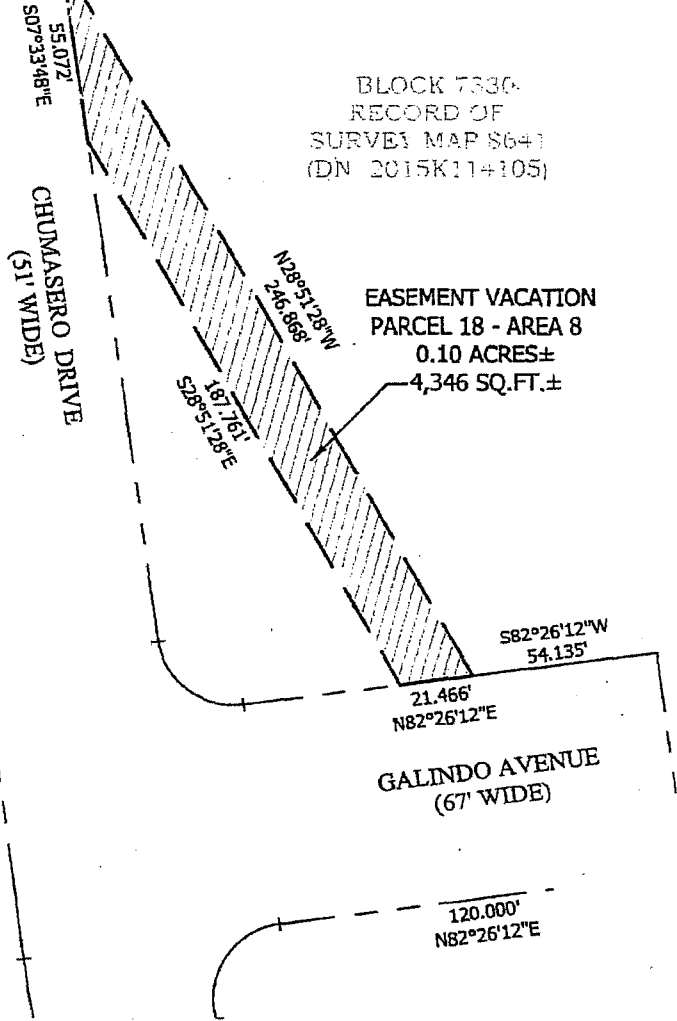 55.072'
S07°33'48"E
BLOCK 7330
RECORD OF
SURVEY MAP 8641
(DN 2015K114105)
CHUMASERO DRIVE
(51' WIDE)
N28°51'28"W
246.868'
187.761'
S28°51'28"E
EASEMENT VACATION
PARCEL 18 - AREA 8
0.10 ACRES±
4,346 SQ.FT.±
S82°26'12"W
54.135'
21.466'
N82°26'12"E
GALINDO AVENUE
(67' WIDE)
120.000'
N82°26'12"E